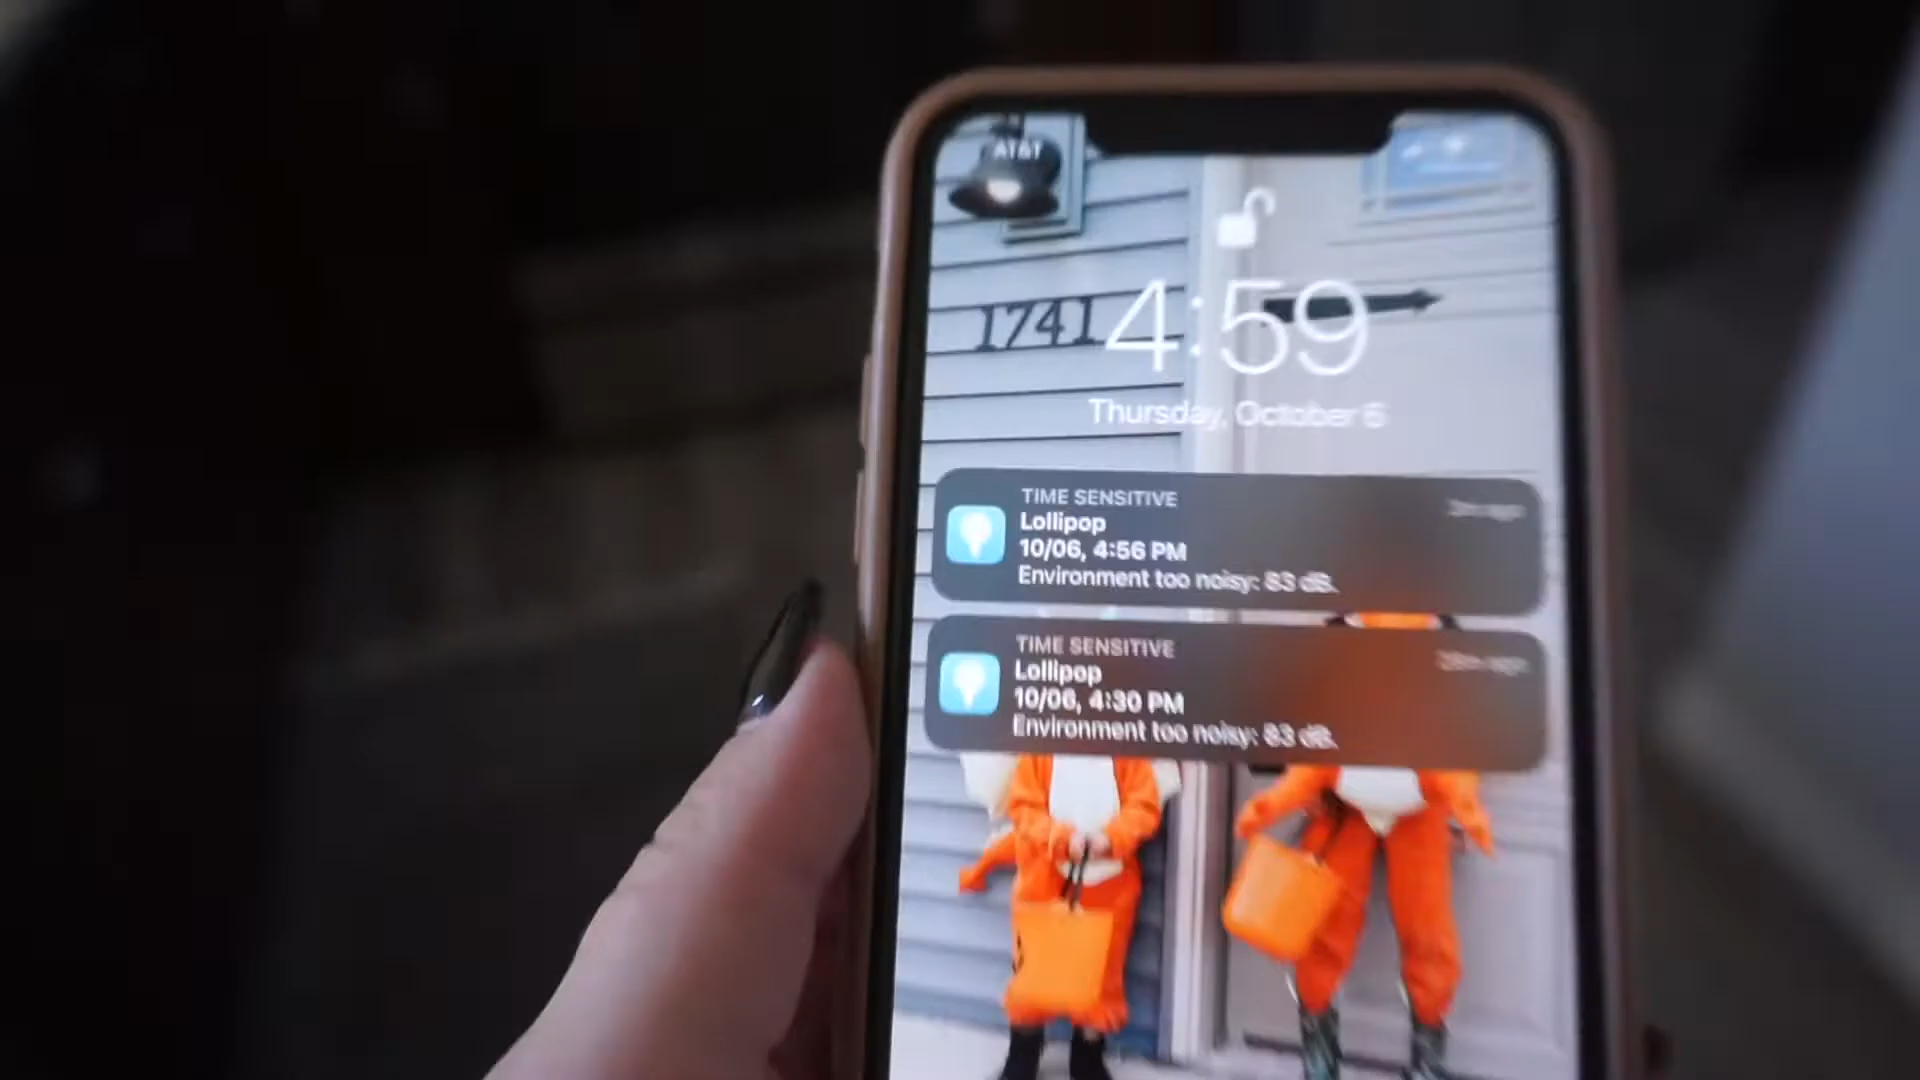 AT&T
1741
4:59
Thursday, October 6
TIME SENSITIVE
Lollipop
10/06, 4:56 PM
Environment too noisy: 83 dB.
TIME SENSITIVE
Lollipop
10/06, 4:30 PM
Environment too noisy: 83 dB.